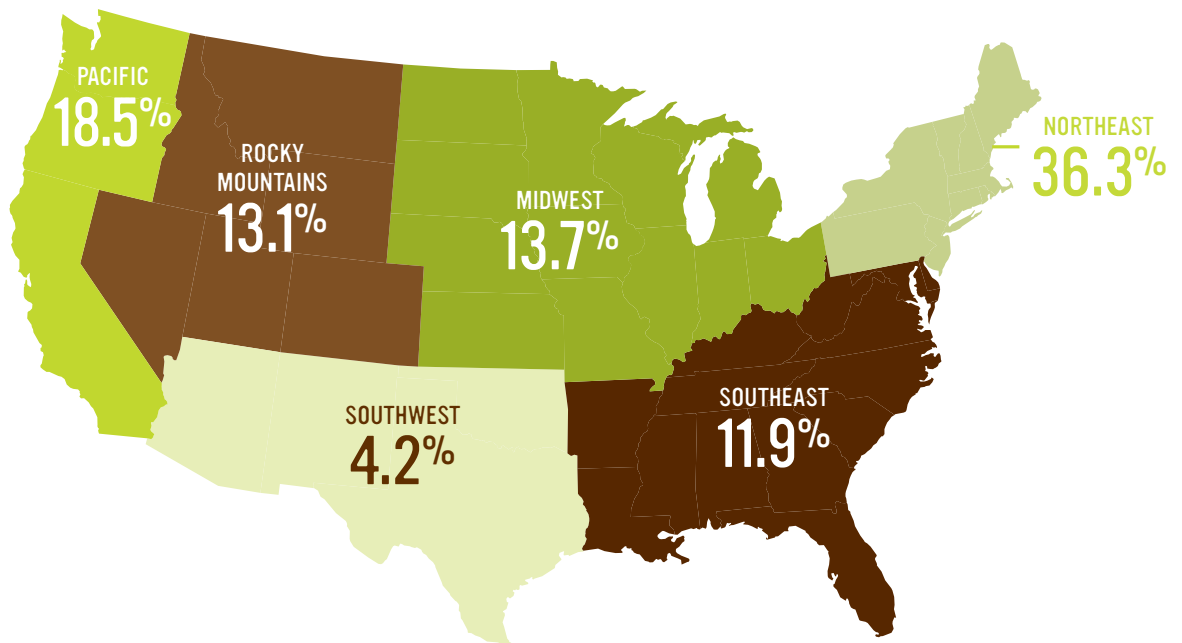 PACIFIC
18.5%
ROCKY
MOUNTAINS
13.1%
MIDWEST
13.7%
NORTHEAST
36.3%
SOUTHWEST
4.2%
SOUTHEAST
11.9%